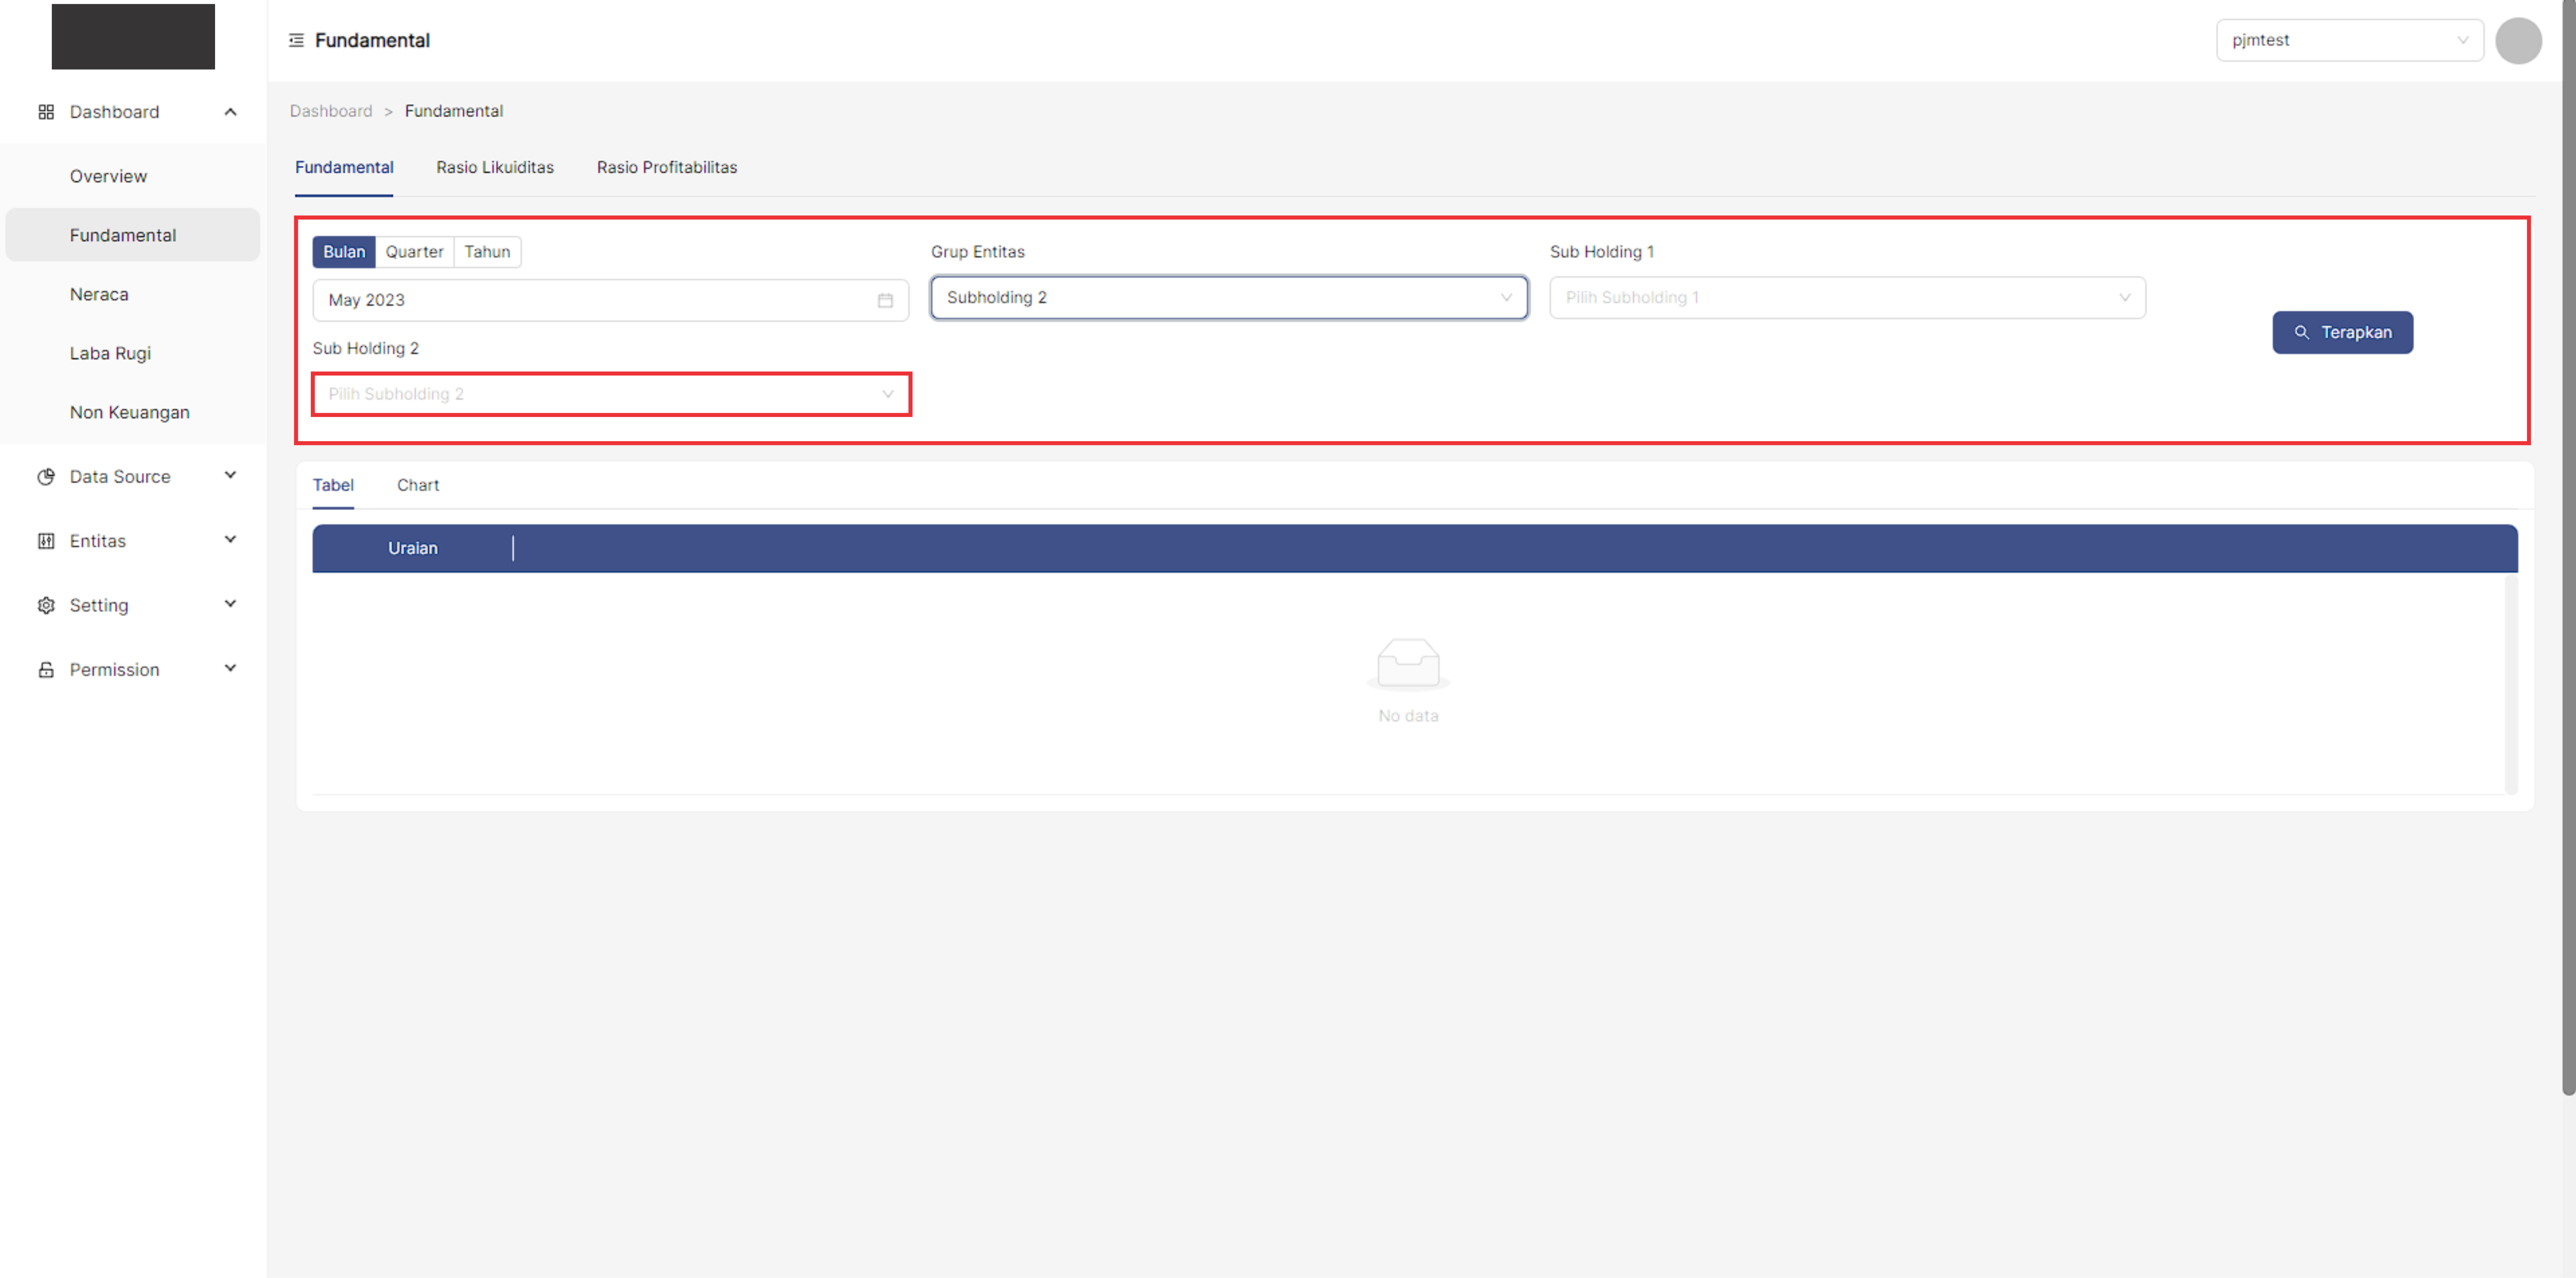 Fundamental
pjmtest
Dashboard
Overview
Fundamental
Neraca
Laba Rugi
Non Keuangan
Data Source
Entitas
Setting
Permission
Dashboard > Fundamental
Fundamental Rasio Likuiditas Rasio Profitabilitas
Bulan Quarter Tahun
May 2023
Grup Entitas
Subholding 2
Sub Holding 1
Pilih Subholding 1
Terapkan
Sub Holding 2
Pilih Subholding 2
Tabel Chart
Uraian
No data